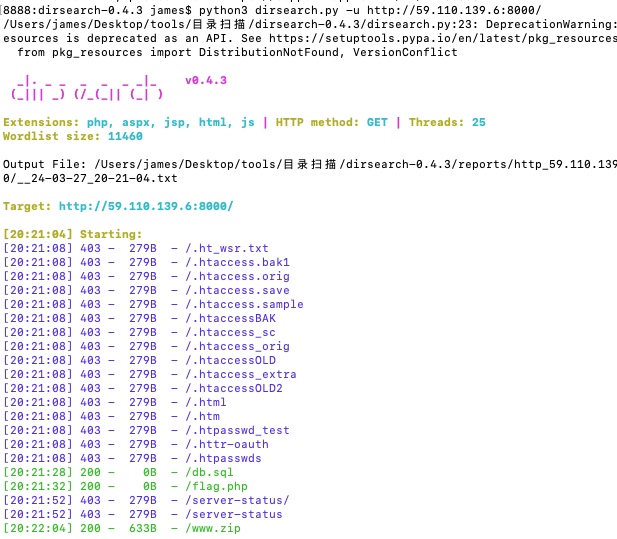 [8888:dirsearch-0.4.3 james$ python3 dirsearch.py -u http://59.110.139.6:8000/
/Users/james/Desktop/tools/目录扫描/dirsearch-0.4.3/dirsearch.py:23: DeprecationWarning:
esources is deprecated as an API. See https://setuptools.pypa.io/en/latest/pkg_resources
  from pkg_resources import DistributionNotFound, VersionConflict
  _|. _ _  _  _  _ _|_    v0.4.3
 (_||| _) (/_(_|| (_| )
Extensions: php, aspx, jsp, html, js | HTTP method: GET | Threads: 25
Wordlist size: 11460
Output File: /Users/james/Desktop/tools/目录扫描/dirsearch-0.4.3/reports/http_59.110.139
0/__24-03-27_20-21-04.txt
Target: http://59.110.139.6:8000/
[20:21:04] Starting:
[20:21:08] 403 -  279B  - /.ht_wsr.txt
[20:21:08] 403 -  279B  - /.htaccess.bak1
[20:21:08] 403 -  279B  - /.htaccess.orig
[20:21:08] 403 -  279B  - /.htaccess.save
[20:21:08] 403 -  279B  - /.htaccess.sample
[20:21:08] 403 -  279B  - /.htaccessBAK
[20:21:08] 403 -  279B  - /.htaccess_sc
[20:21:08] 403 -  279B  - /.htaccess_orig
[20:21:08] 403 -  279B  - /.htaccessOLD
[20:21:08] 403 -  279B  - /.htaccess_extra
[20:21:08] 403 -  279B  - /.htaccessOLD2
[20:21:08] 403 -  279B  - /.html
[20:21:08] 403 -  279B  - /.htm
[20:21:08] 403 -  279B  - /.htpasswd_test
[20:21:08] 403 -  279B  - /.httr-oauth
[20:21:08] 403 -  279B  - /.htpasswds
[20:21:28] 200 -    0B  - /db.sql
[20:21:32] 200 -    0B  - /flag.php
[20:21:52] 403 -  279B  - /server-status/
[20:21:52] 403 -  279B  - /server-status
[20:22:04] 200 -  633B  - /www.zip